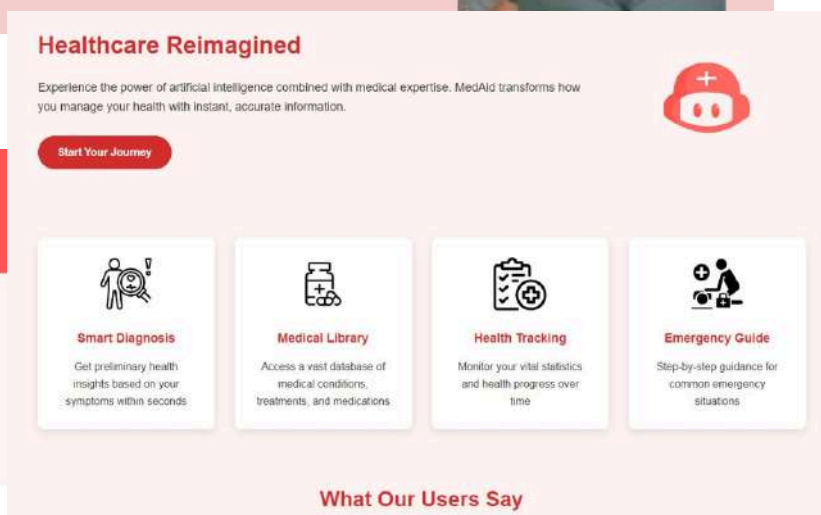 Healthcare Reimagined
Experience the power of artificial intelligence combined with medical expertise. MedAid transforms how
you manage your health with instant, accurate information.
Start Your Journey
Smart Diagnosis
Get preliminary health
insights based on your
symptoms within seconds
Medical Library
Access a vast database of
medical conditions,
treatments, and medications
Health Tracking
Monitor your vital statistics
and health progress over
time
Emergency Guide
Step-by-step guidance for
common emergency
situations
What Our Users Say